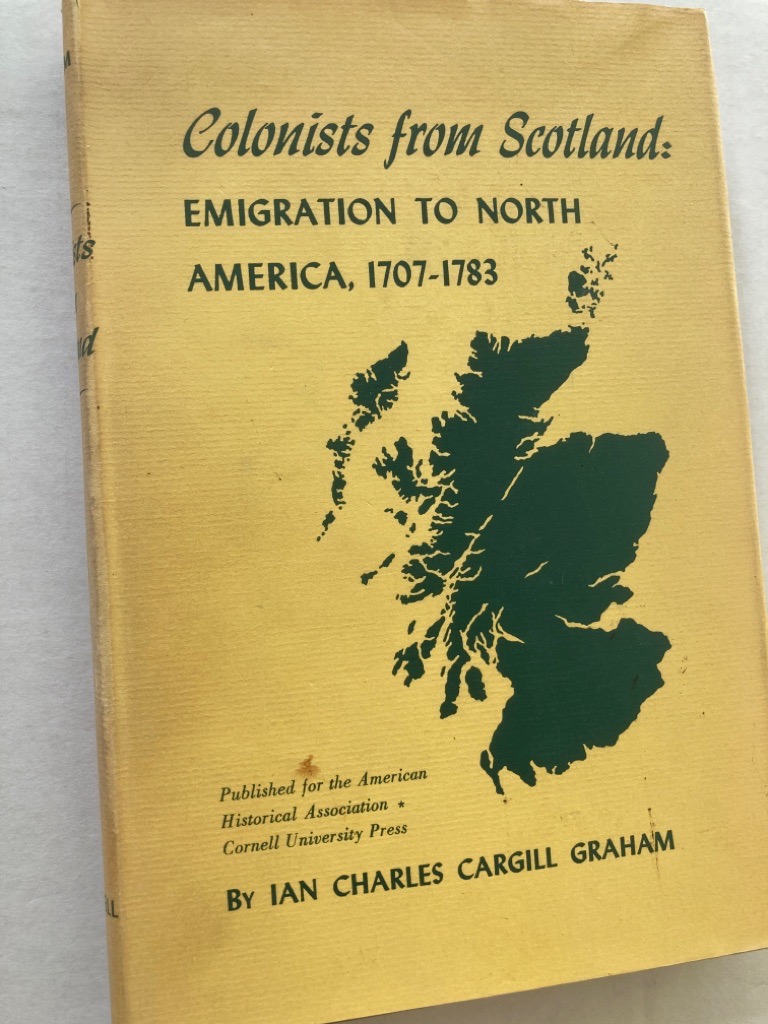 Colonists from Scotland:
EMIGRATION TO NORTH
AMERICA, 1707-1783
Published for the American
Historical Association *
Cornell University Press
BY IAN CHARLES CARGILL GRAHAM